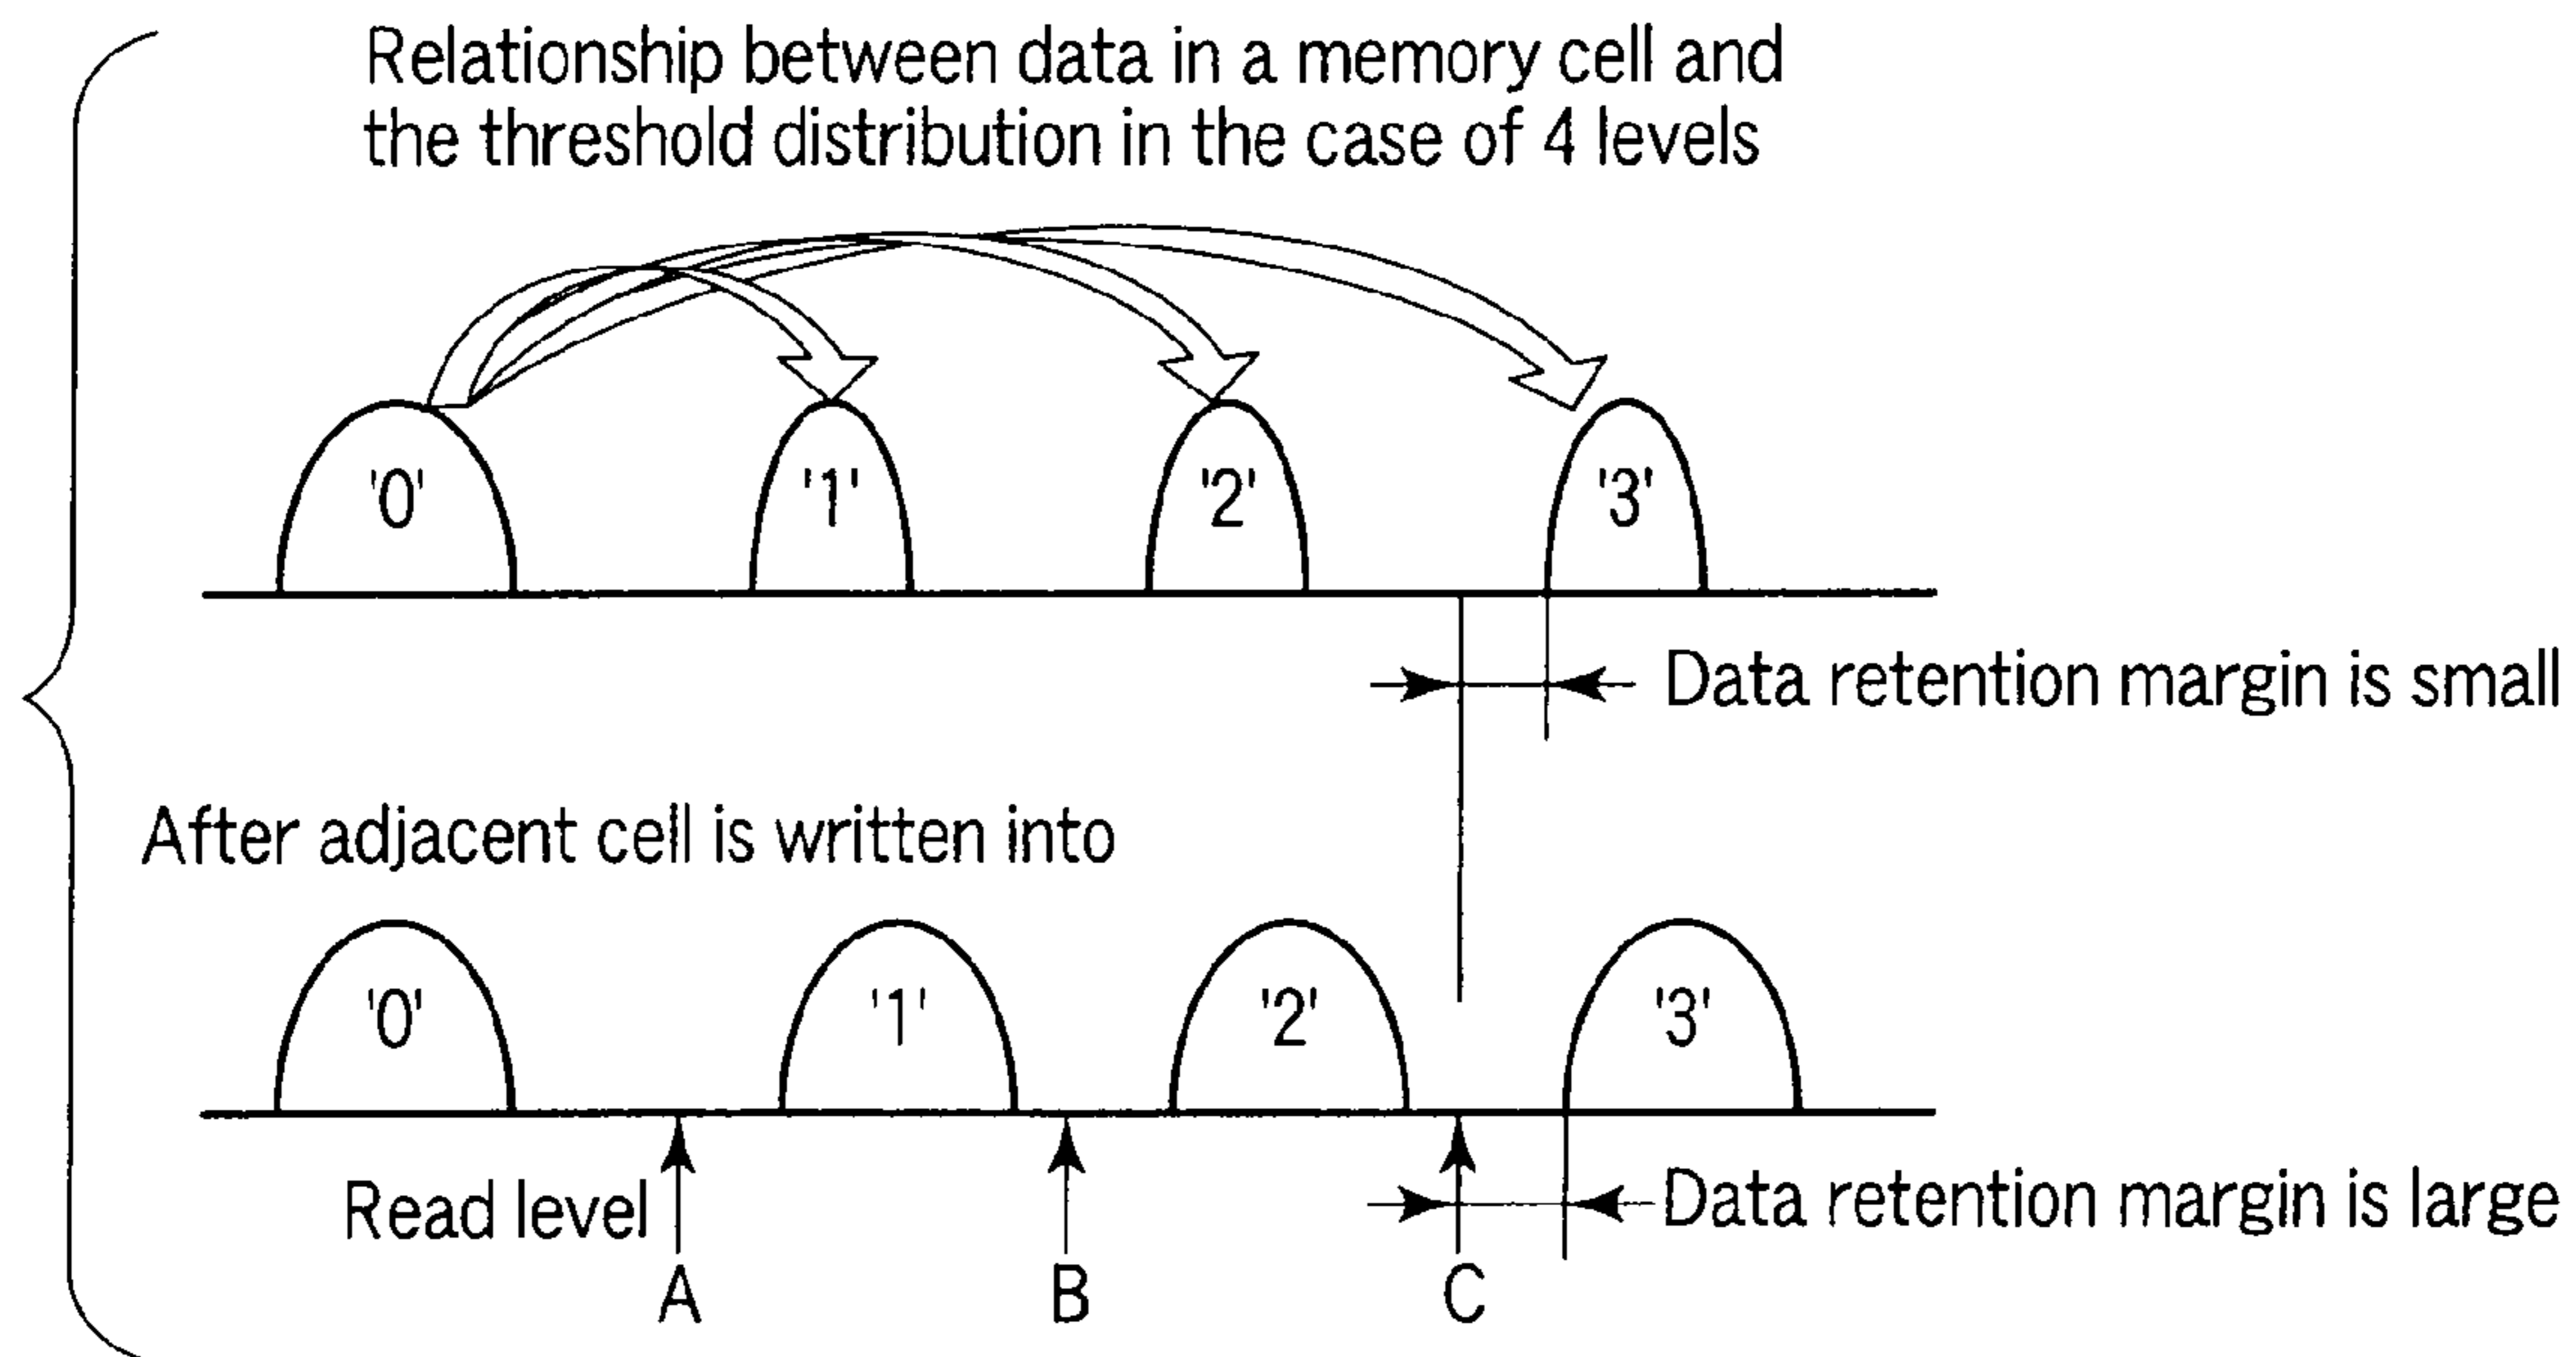 Relationship between data in a memory cell and
the threshold distribution in the case of 4 levels
'0' '1' '2' '3'
Data retention margin is small
After adjacent cell is written into
'0' '1' '2' '3'
Read level
Data retention margin is large
A B C